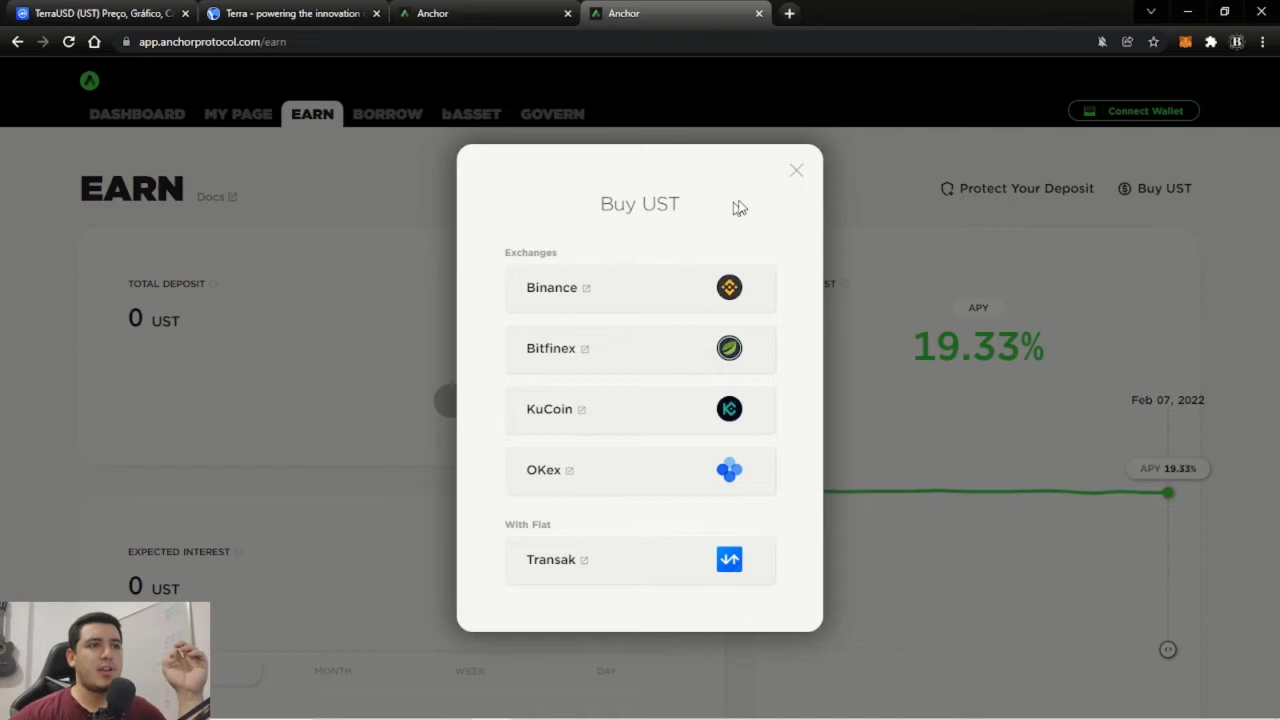 TerraUSD (UST) Preço, Gráfico, C
Terra - powering the innovation
Anchor
Anchor
app.anchorprotocol.com/earn
DASHBOARD
MY PAGE
EARN
BORROW
bASSET
GOVERN
Connect Wallet
EARN
Docs
Protect Your Deposit
Buy UST
TOTAL DEPOSIT
0 UST
EXPECTED INTEREST
0 UST
MONTH
WEEK
DAY
Buy UST
Exchanges
Binance
Bitfinex
KuCoin
OKex
With Fiat
Transak
ST
APY
19.33%
Feb 07, 2022
APY 19.33%